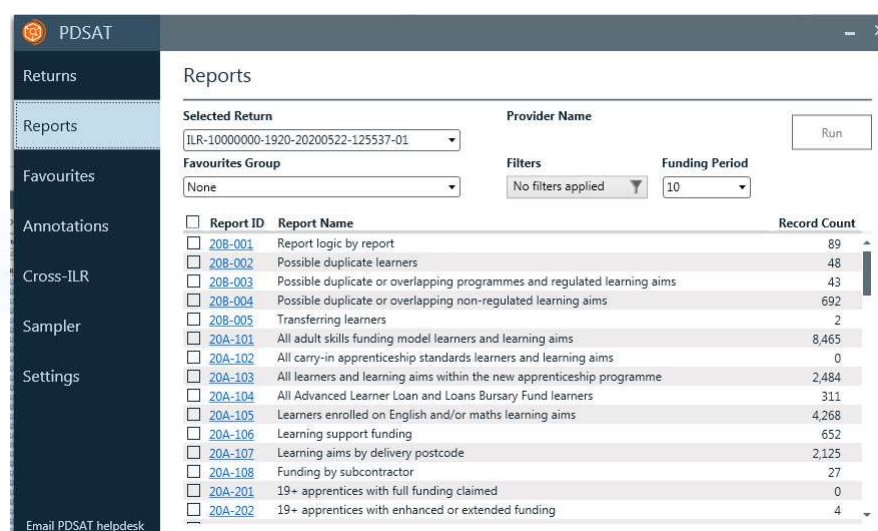 PDSAT
Returns
Reports
Favourites
Annotations
Cross-ILR
Sampler
Settings
Email PDSAT helpdesk
Reports
Selected Return Provider Name
ILR-10000000-1920-20200522-125537-01
Run
Favourites Group Filters Funding Period
None No filters applied 10
Report ID Report Name Record Count
20B-001 Report logic by report 89
20B-002 Possible duplicate learners 48
20B-003 Possible duplicate or overlapping programmes and regulated learning aims 43
20B-004 Possible duplicate or overlapping non-regulated learning aims 692
20B-005 Transferring learners 2
20A-101 All adult skills funding model learners and learning aims 8,465
20A-102 All carry-in apprenticeship standards learners and learning aims 0
20A-103 All learners and learning aims within the new apprenticeship programme 2,484
20A-104 All Advanced Learner Loan and Loans Bursary Fund learners 311
20A-105 Learners enrolled on English and/or maths learning aims 4,268
20A-106 Learning support funding 652
20A-107 Learning aims by delivery postcode 2,125
20A-108 Funding by subcontractor 27
20A-201 19+ apprentices with full funding claimed 0
20A-202 19+ apprentices with enhanced or extended funding 4